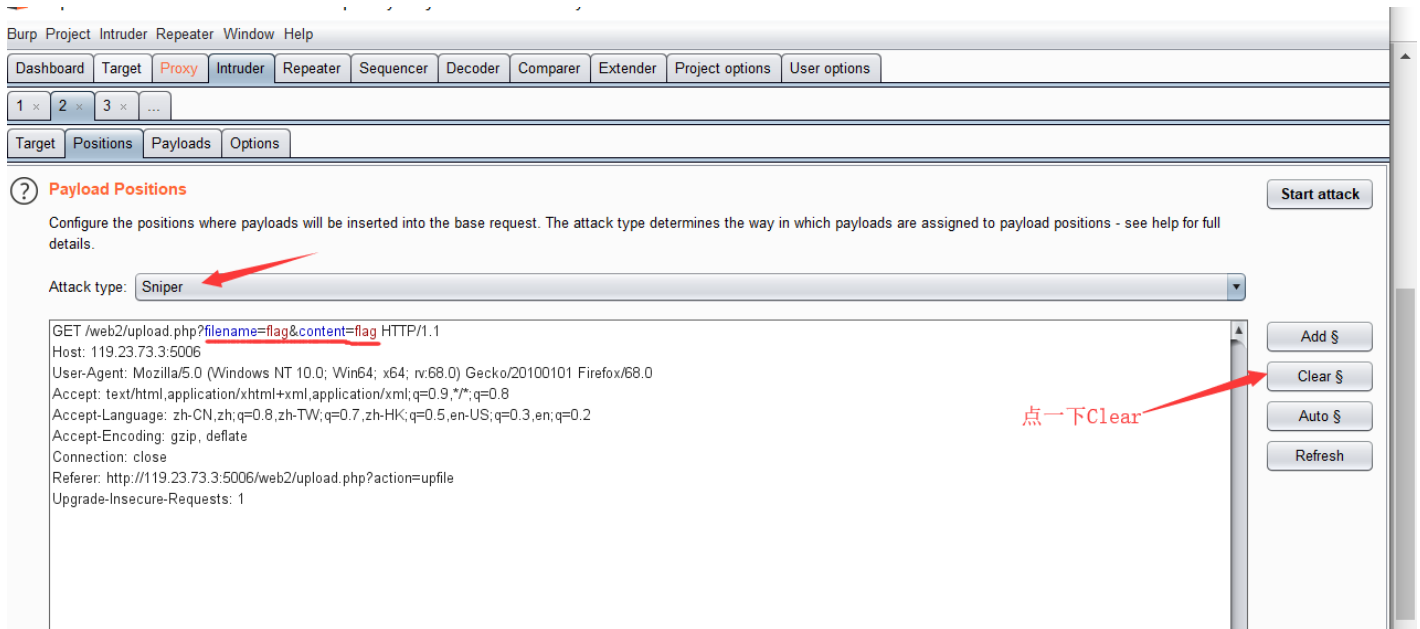 Burp Project Intruder Repeater Window Help
Dashboard Target Proxy Intruder Repeater Sequencer Decoder Comparer Extender Project options User options
1 × 2 × 3 × ...
Target Positions Payloads Options
? Payload Positions
Start attack
Configure the positions where payloads will be inserted into the base request. The attack type determines the way in which payloads are assigned to payload positions - see help for full
details.
Attack type: Sniper
GET /web2/upload.php?filename=flag&content=flag HTTP/1.1
Host: 119.23.73.3:5006
User-Agent: Mozilla/5.0 (Windows NT 10.0; Win64; x64; rv:68.0) Gecko/20100101 Firefox/68.0
Accept: text/html,application/xhtml+xml,application/xml;q=0.9,*/*;q=0.8
Accept-Language: zh-CN,zh;q=0.8,zh-TW;q=0.7,zh-HK;q=0.5,en-US;q=0.3,en;q=0.2
Accept-Encoding: gzip, deflate
Connection: close
Referer: http://119.23.73.3:5006/web2/upload.php?action=upfile
Upgrade-Insecure-Requests: 1
Add §
Clear §
点一下Clear
Auto §
Refresh